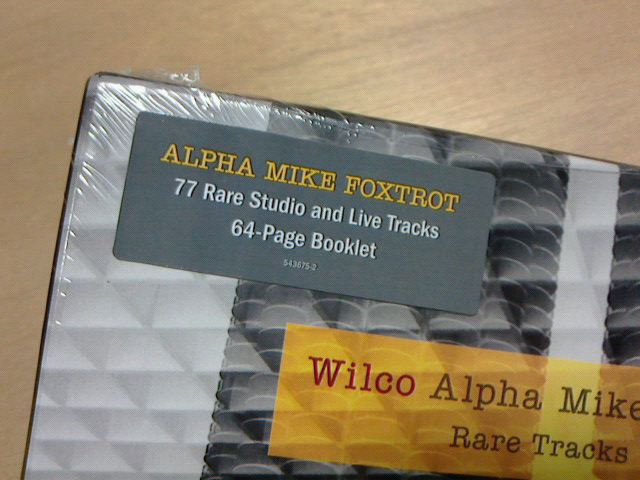 ALPHA MIKE FOXTROT
77 Rare Studio and Live Tracks
64-Page Booklet
543675-2
Wilco Alpha Mike
Rare Tracks